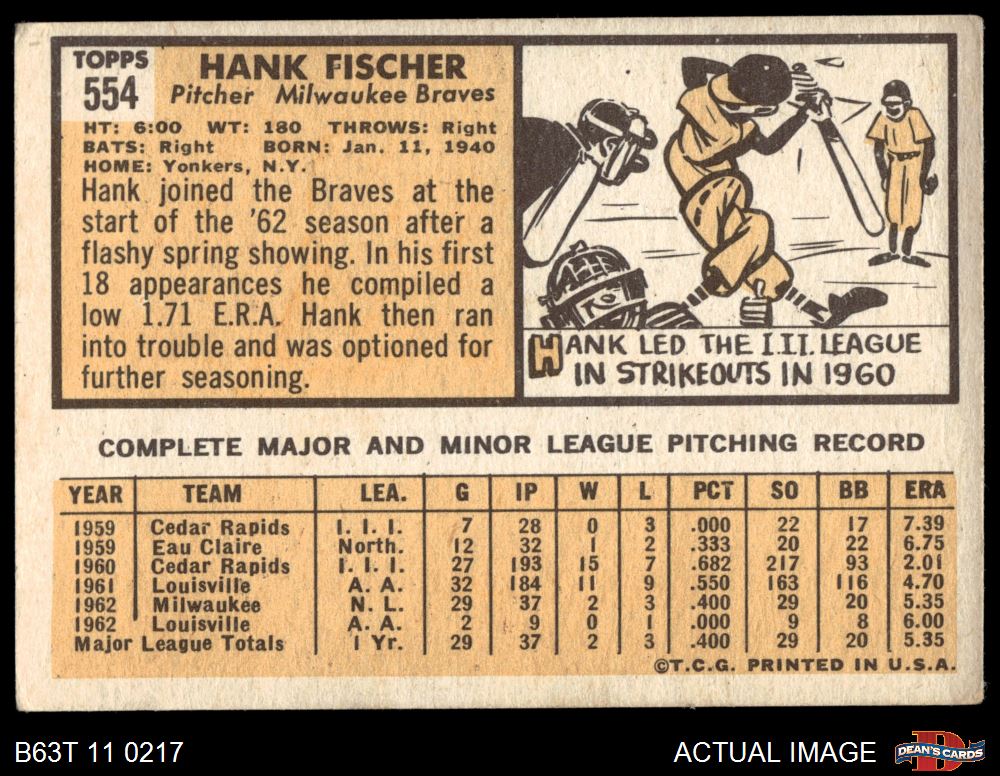 TOPPS
554
HANK FISCHER
Pitcher Milwaukee Braves
HT: 6:00 WT: 180 THROWS: Right
BATS: Right BORN: Jan. 11, 1940
HOME: Yonkers, N.Y.
Hank joined the Braves at the
start of the '62 season after a
flashy spring showing. In his first
18 appearances he compiled a
low 1.71 E.R.A. Hank then ran
into trouble and was optioned for
further seasoning.
HANK LED THE I.I.I. LEAGUE
IN STRIKEOUTS IN 1960
COMPLETE MAJOR AND MINOR LEAGUE PITCHING RECORD
YEAR TEAM LEA. G IP W L PCT SO BB ERA
1959 Cedar Rapids I. I. I. 7 28 0 3 .000 22 17 7.39
1959 Eau Claire North. 12 32 1 2 .333 20 22 6.75
1960 Cedar Rapids I. I. I. 27 193 15 7 .682 217 93 2.01
1961 Louisville A. A. 32 184 11 9 .550 163 116 4.70
1962 Milwaukee N. L. 29 37 2 3 .400 29 20 5.35
1962 Louisville A. A. 2 9 0 1 .000 9 8 6.00
Major League Totals 1 Yr. 29 37 2 3 .400 29 20 5.35
©T.C.G. PRINTED IN U.S.A.
B63T 11 0217
ACTUAL IMAGE
DEAN'S CARDS